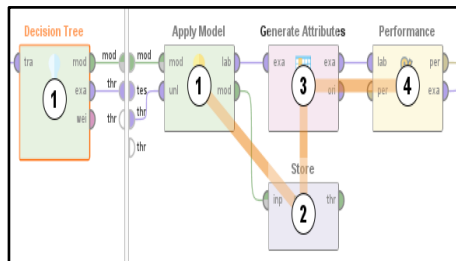 Decision Tree
Apply Model
Generate Attributes
Performance
tra
mod
exa
wei
1
mod
thr
thr
mod
tes
thr
thr
mod
unl
lab
mod
1
exa
exa
ori
3
lab
per
per
exa
4
Store
inp
thr
2